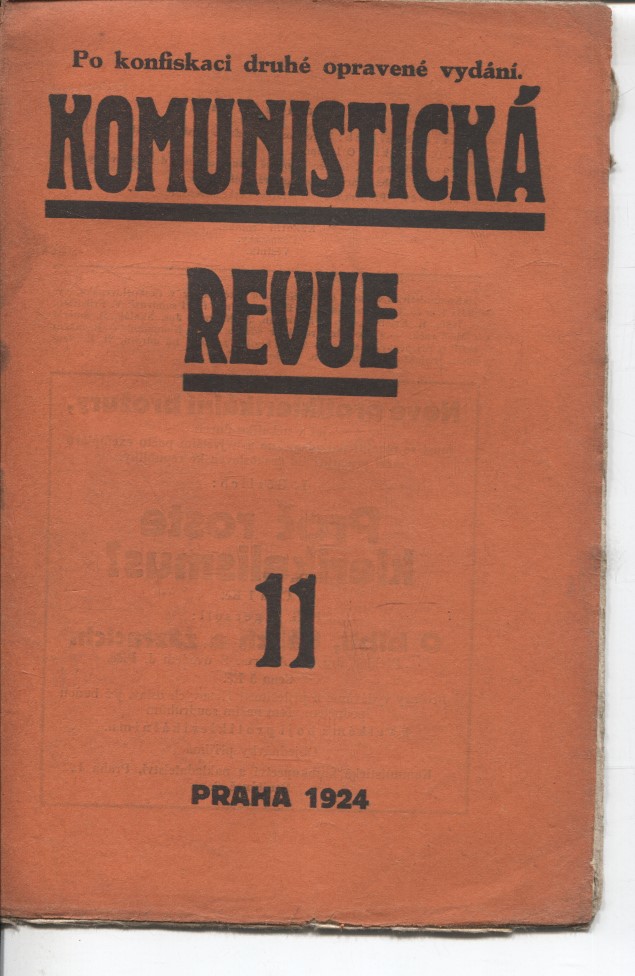 Po konfiskaci druhé opravené vydání.
KOMUNISTICKÁ
REVUE
11
PRAHA 1924